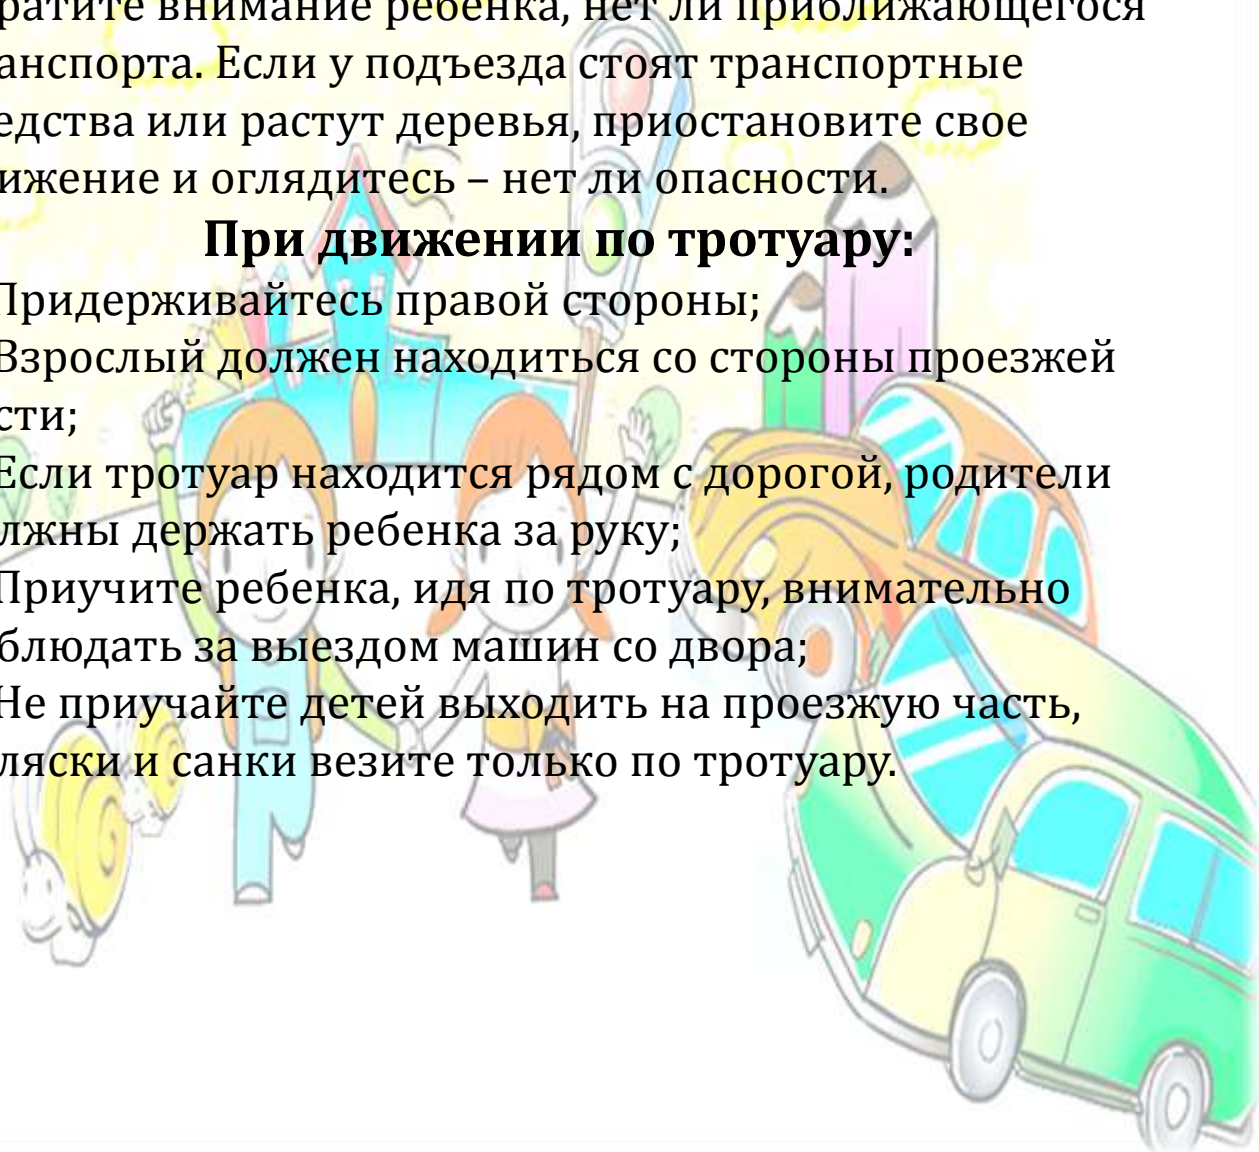 ратите внимание ребенка, нет ли приближающегося
анспорта. Если у подъезда стоят транспортные
едства или растут деревья, приостановите свое
ижение и оглядитесь – нет ли опасности.
При движении по тротуару:
Придерживайтесь правой стороны;
Взрослый должен находиться со стороны проезжей
сти;
Если тротуар находится рядом с дорогой, родители
лжны держать ребенка за руку;
Приучите ребенка, идя по тротуару, внимательно
блюдать за выездом машин со двора;
Не приучайте детей выходить на проезжую часть,
ляски и санки везите только по тротуару.